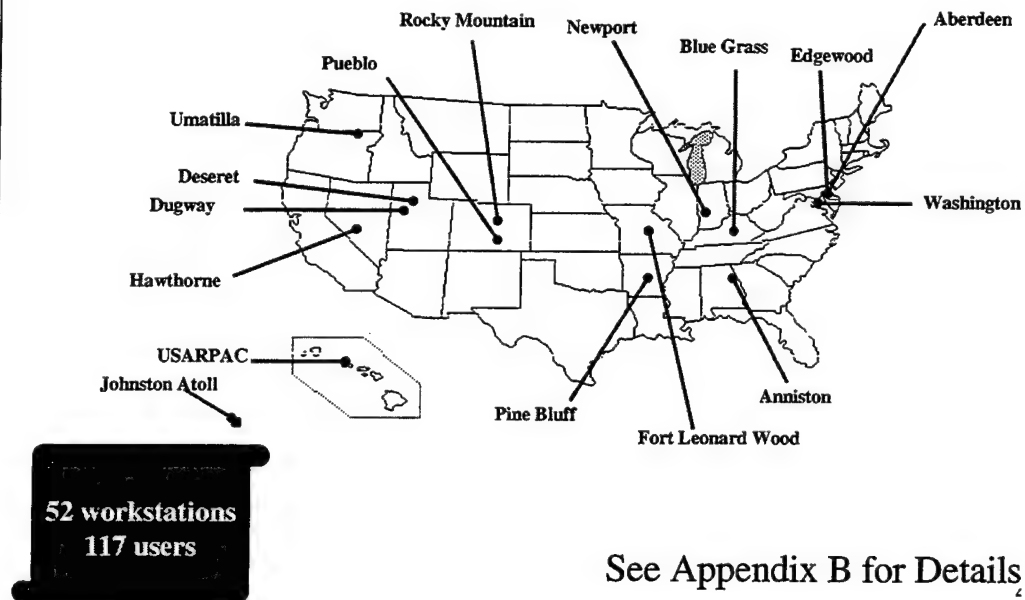 Rocky Mountain
Newport
Aberdeen
Blue Grass
Edgewood
Pueblo
Umatilla
Deseret
Dugway
Washington
Hawthorne
USARPAC
Johnston Atoll
Pine Bluff
Anniston
Fort Leonard Wood
52 workstations
117 users
See Appendix B for Details